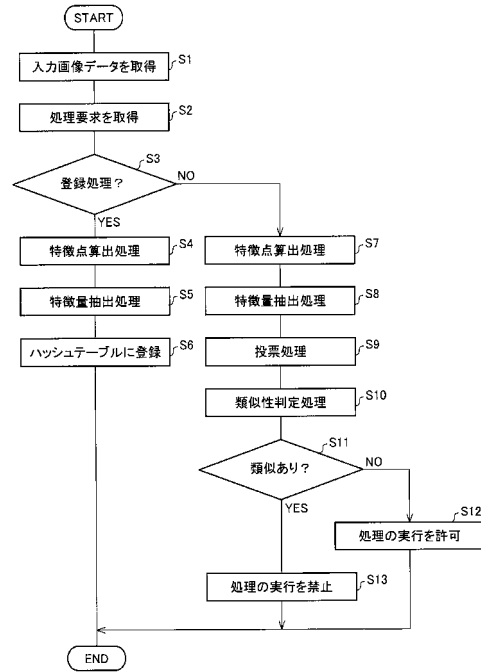 START
入力画像データを取得
S1
処理要求を取得
S2
登録処理？
S3
NO
YES
特徴点算出処理
S4
特徴量抽出処理
S5
ハッシュテーブルに登録
S6
特徴点算出処理
S7
特徴量抽出処理
S8
投票処理
S9
類似性判定処理
S10
類似あり？
S11
NO
YES
処理の実行を許可
S12
処理の実行を禁止
S13
END